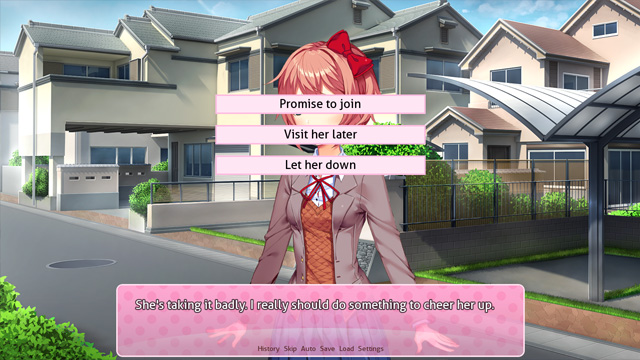 Promise to join
Visit her later
Let her down
She's taking it badly. I really should do something to cheer her up.
History Skip Auto Save Load Settings